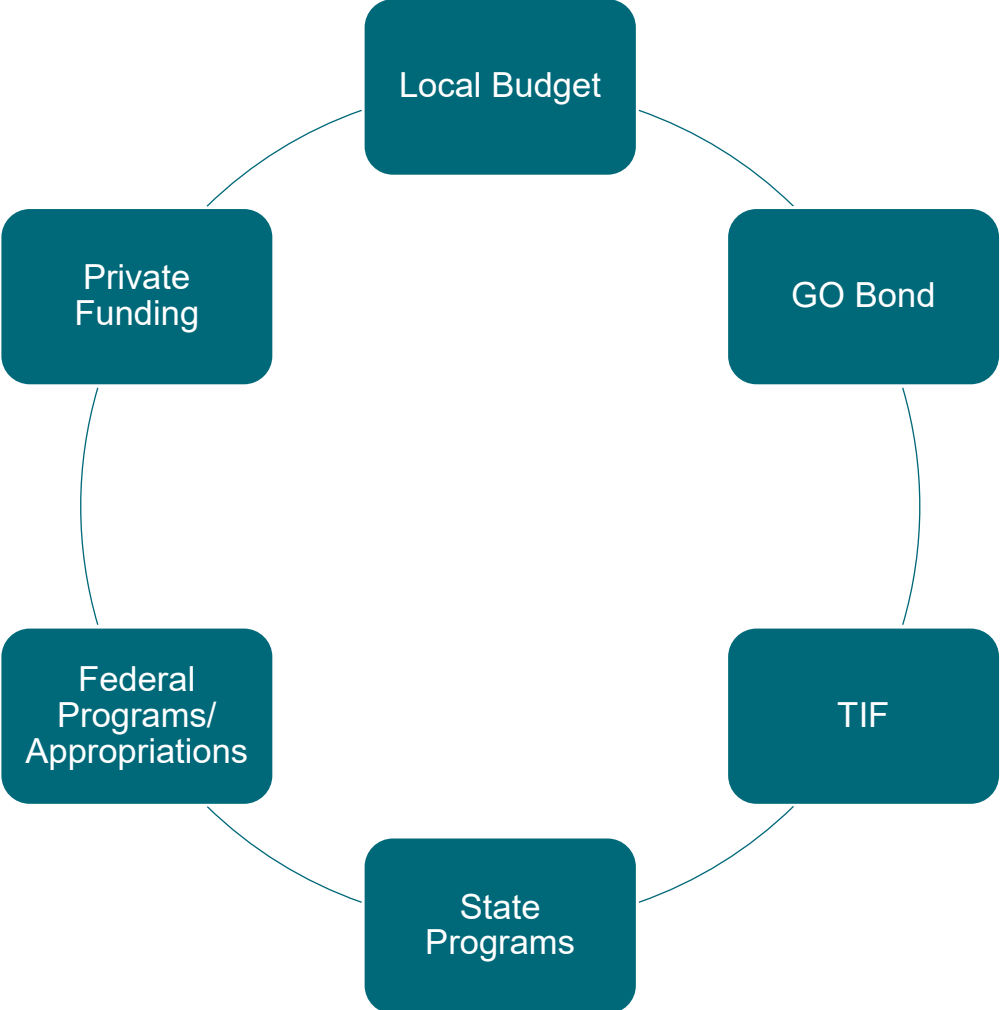 Local Budget
GO Bond
TIF
State
Programs
Federal
Programs/
Appropriations
Private
Funding